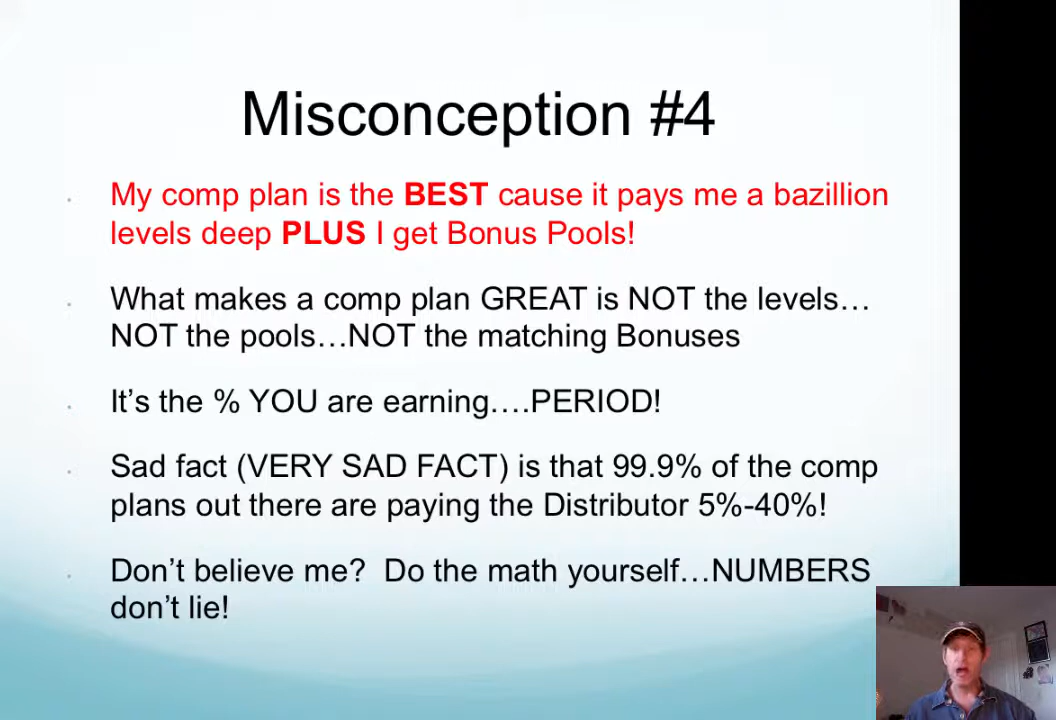 Misconception #4
My comp plan is the BEST cause it pays me a bazillion
levels deep PLUS I get Bonus Pools!
What makes a comp plan GREAT is NOT the levels…
NOT the pools…NOT the matching Bonuses
It’s the % YOU are earning….PERIOD!
Sad fact (VERY SAD FACT) is that 99.9% of the comp
plans out there are paying the Distributor 5%-40%!
Don’t believe me?  Do the math yourself…NUMBERS
don’t lie!